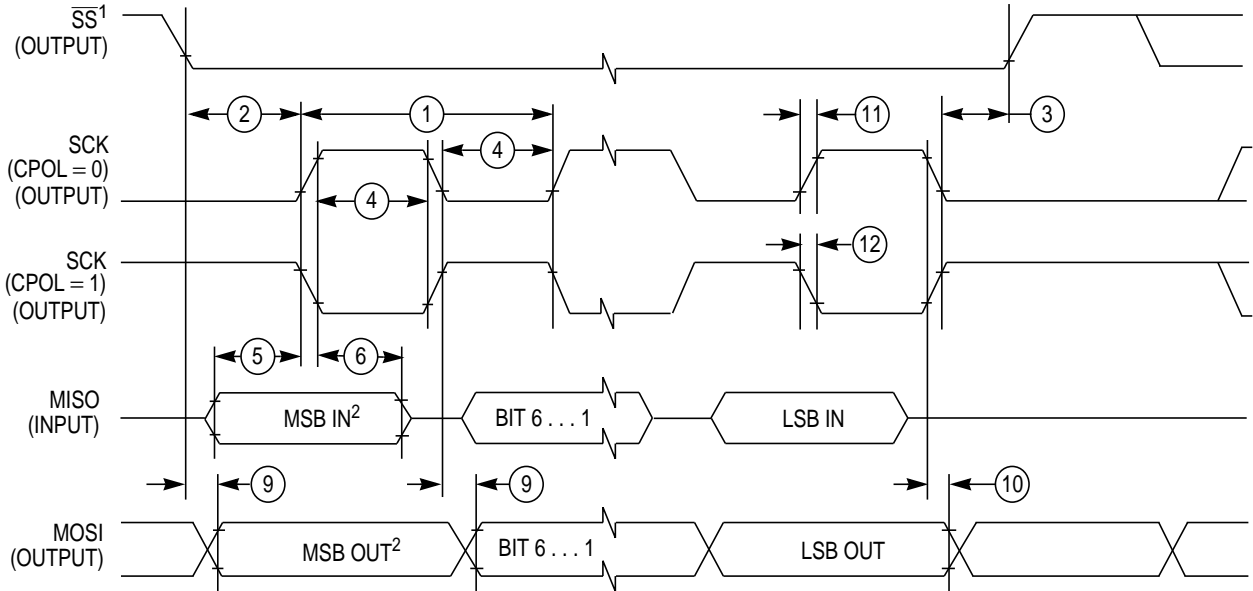 SS¹
(OUTPUT)
2
1
11
3
SCK
(CPOL = 0)
(OUTPUT)
4
4
12
SCK
(CPOL = 1)
(OUTPUT)
5
6
MISO
(INPUT)
MSB IN²
BIT 6 . . . 1
LSB IN
9
9
10
MOSI
(OUTPUT)
MSB OUT²
BIT 6 . . . 1
LSB OUT